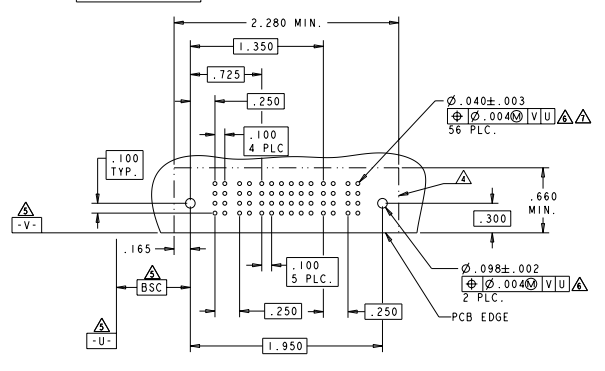 2.280 MIN.
1.350
.725
.250
Ø.040±.003
⌖ Ø.004Ⓜ V U 6 7
56 PLC.
.100
4 PLC
.100
TYP.
4
.660
MIN.
5
-V-
.300
.165
.100
5 PLC.
Ø.098±.002
⌖ Ø.004Ⓜ V U 6
2 PLC.
5
BSC
.250
.250
PCB EDGE
5
-U-
1.950